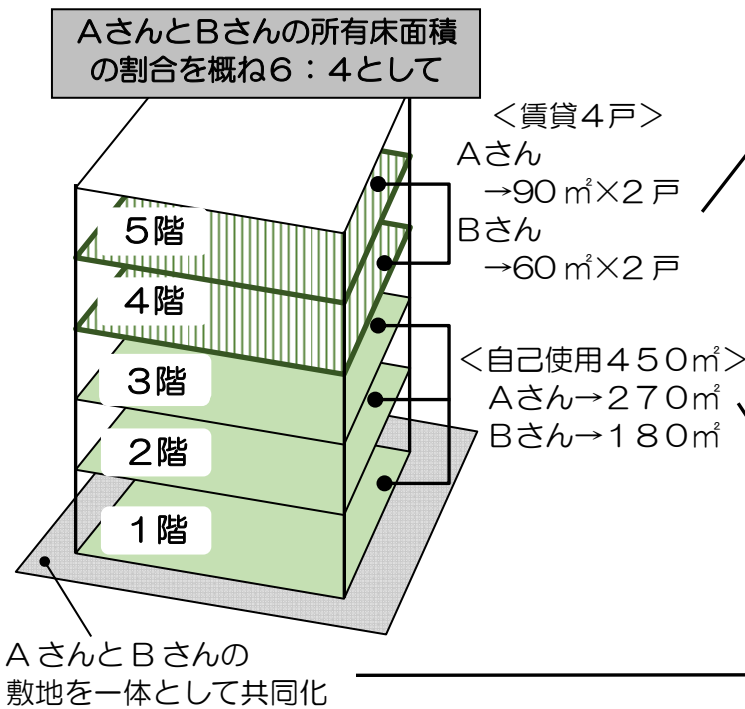 AさんとBさんの所有床面積
の割合を概ね6：4として
＜賃貸4戸＞
Aさん
→90㎡×2戸
Bさん
→60㎡×2戸
5階
4階
3階
2階
1階
＜自己使用450㎡＞
Aさん→270㎡
Bさん→180㎡
AさんとBさんの
敷地を一体として共同化